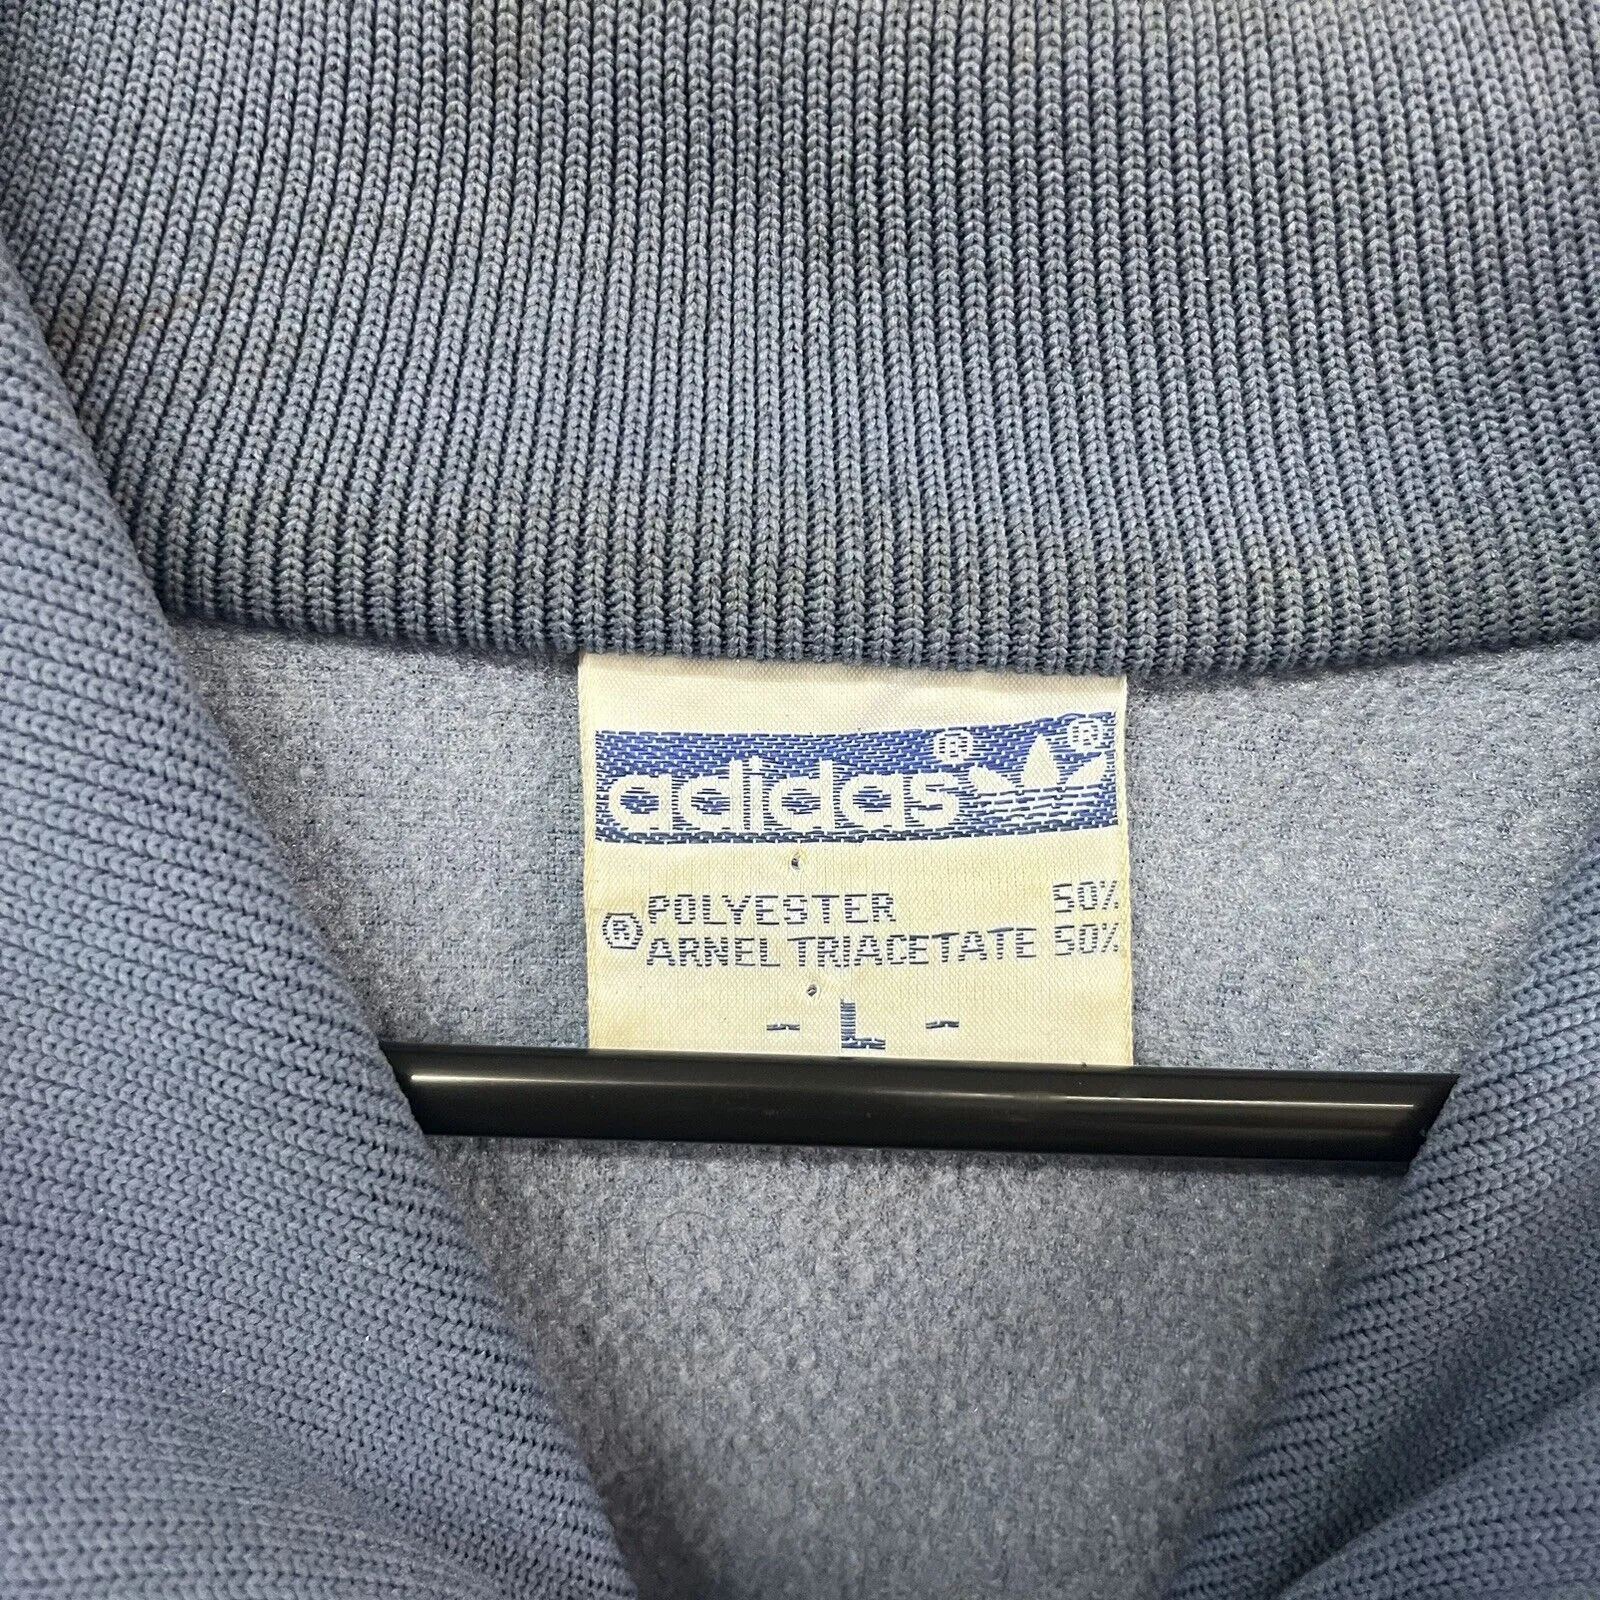 adidas® ®
® POLYESTER 50%
ARNEL TRIACETATE 50%
- L -